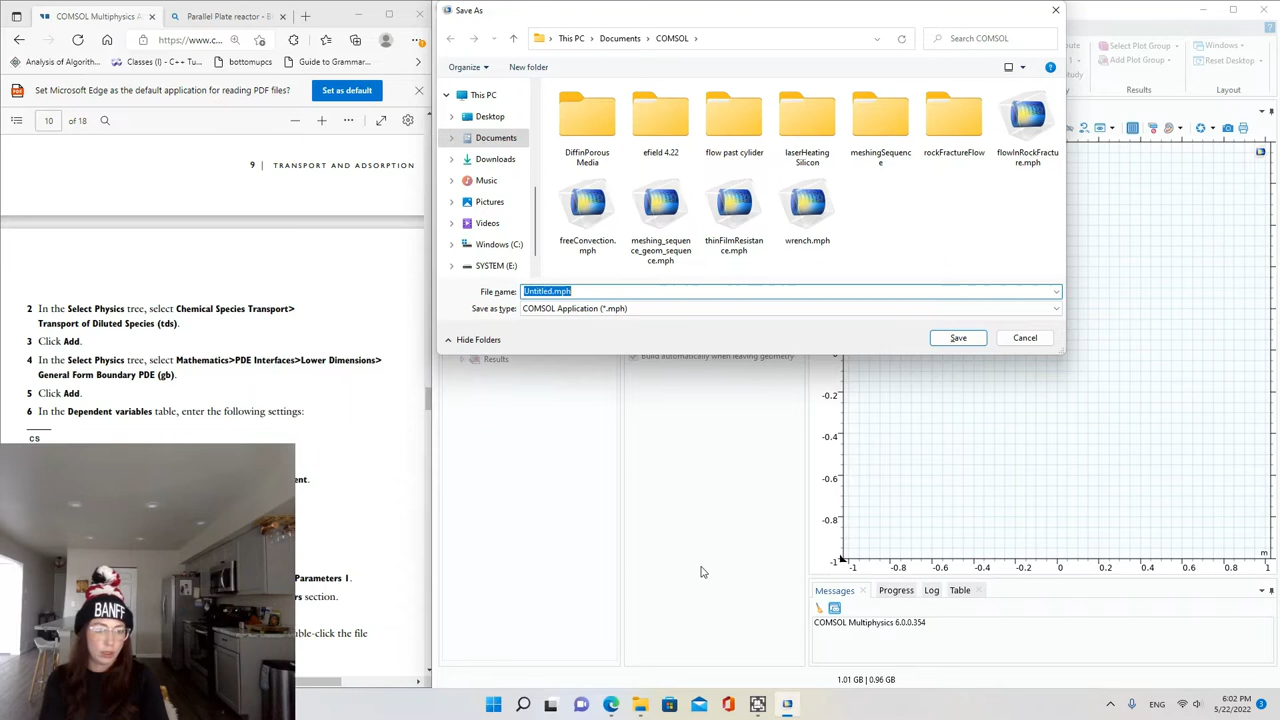 COMSOL Multiphysics A
Parallel Plate reactor - B
https://www.c...
Analysis of Algorith...
Classes (I) - C++ Tu...
bottomupcs
Guide to Grammar...
Set Microsoft Edge as the default application for reading PDF files?
Set as default
10
of 18
9 | TRANSPORT AND ADSORPTION
2 In the Select Physics tree, select Chemical Species Transport>
Transport of Diluted Species (tds).
3 Click Add.
4 In the Select Physics tree, select Mathematics>PDE Interfaces>Lower Dimensions>
General Form Boundary PDE (gb).
5 Click Add.
6 In the Dependent variables table, enter the following settings:
cs
nt.
Parameters 1.
rs section.
uble-click the file
BANFF
Save As
This PC
Documents
COMSOL
Search COMSOL
Organize
New folder
This PC
Desktop
Documents
Downloads
Music
Pictures
Videos
Windows (C:)
SYSTEM (E:)
DiffinPorous
Media
efield 4.22
flow past cylider
laserHeating
Silicon
meshingSequenc
e
rockFractureFlow
flowInRockFractu
re.mph
freeConvection.
mph
meshing_sequen
ce_geom_sequen
ce.mph
thinFilmResistan
ce.mph
wrench.mph
File name:
Untitled.mph
Save as type:
COMSOL Application (*.mph)
Hide Folders
Save
Cancel
Results
Build automatically when leaving geometry
Select Plot Group
Add Plot Group
Results
Windows
Reset Desktop
Layout
ute
tudy
-0.2
-0.4
-0.6
-0.8
-1
-1
-0.8
-0.6
-0.4
-0.2
0
0.2
0.4
0.6
0.8
1
m
Messages
Progress
Log
Table
COMSOL Multiphysics 6.0.0.354
1.01 GB | 0.96 GB
ENG
6:02 PM
5/22/2022